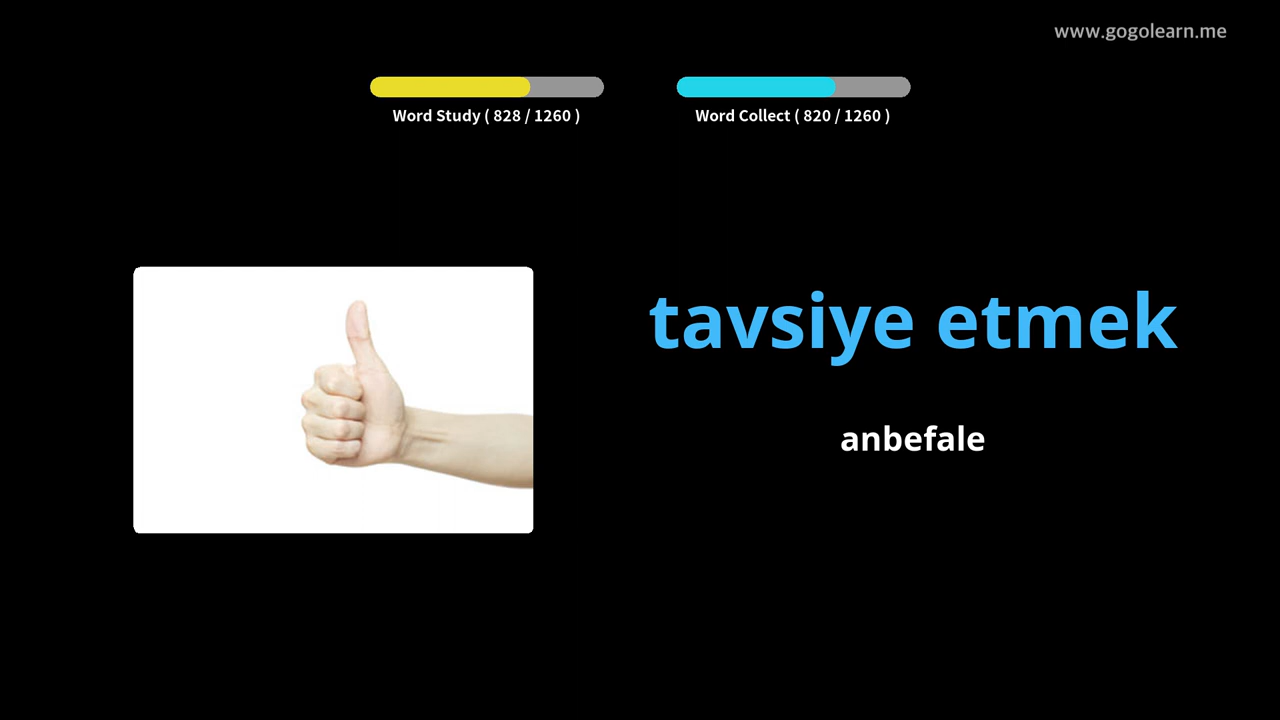 www.gogolearn.me
Word Study ( 828 / 1260 )
Word Collect ( 820 / 1260 )
tavsiye etmek
anbefale